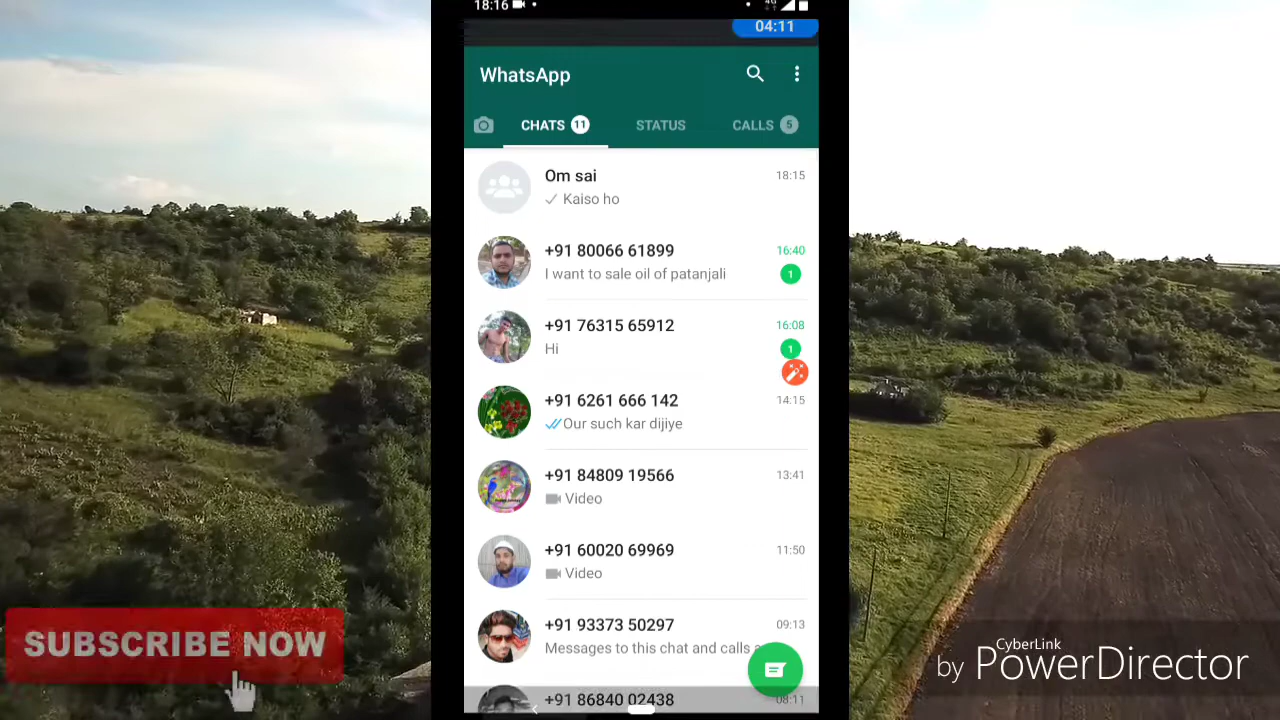 18:16
4G
04:11
WhatsApp
CHATS 11
STATUS
CALLS 5
Om sai
18:15
Kaiso ho
+91 80066 61899
16:40
I want to sale oil of patanjali
1
+91 76315 65912
16:08
Hi
1
+91 6261 666 142
14:15
Our such kar dijiye
+91 84809 19566
13:41
Video
+91 60020 69969
11:50
Video
+91 93373 50297
09:13
Messages to this chat and calls
+91 86840 02438
08:11
SUBSCRIBE NOW
CyberLink
by PowerDirector